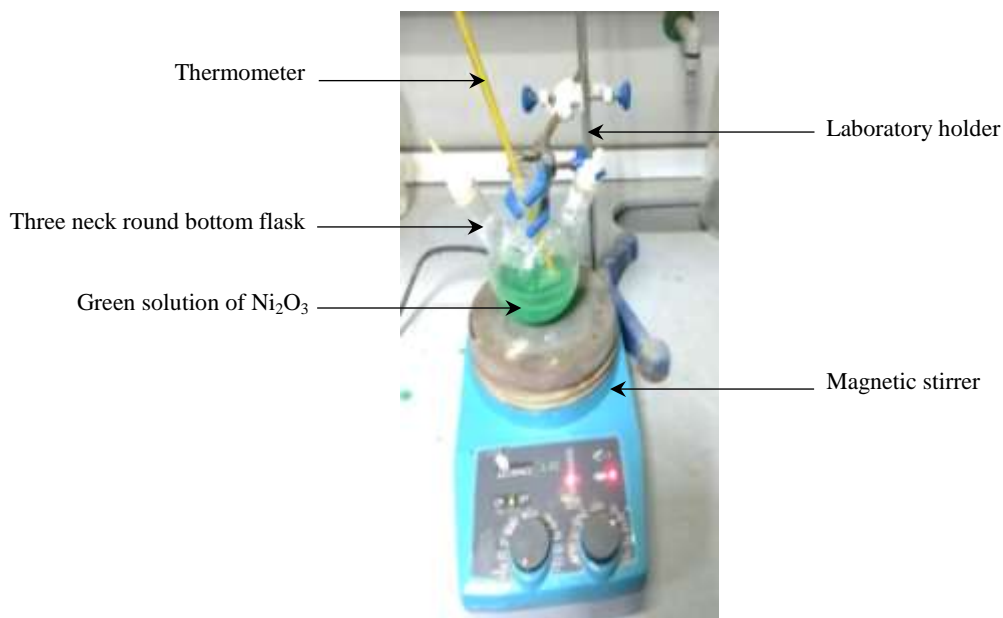 Thermometer
Laboratory holder
Three neck round bottom flask
Green solution of Ni₂O₃
Magnetic stirrer